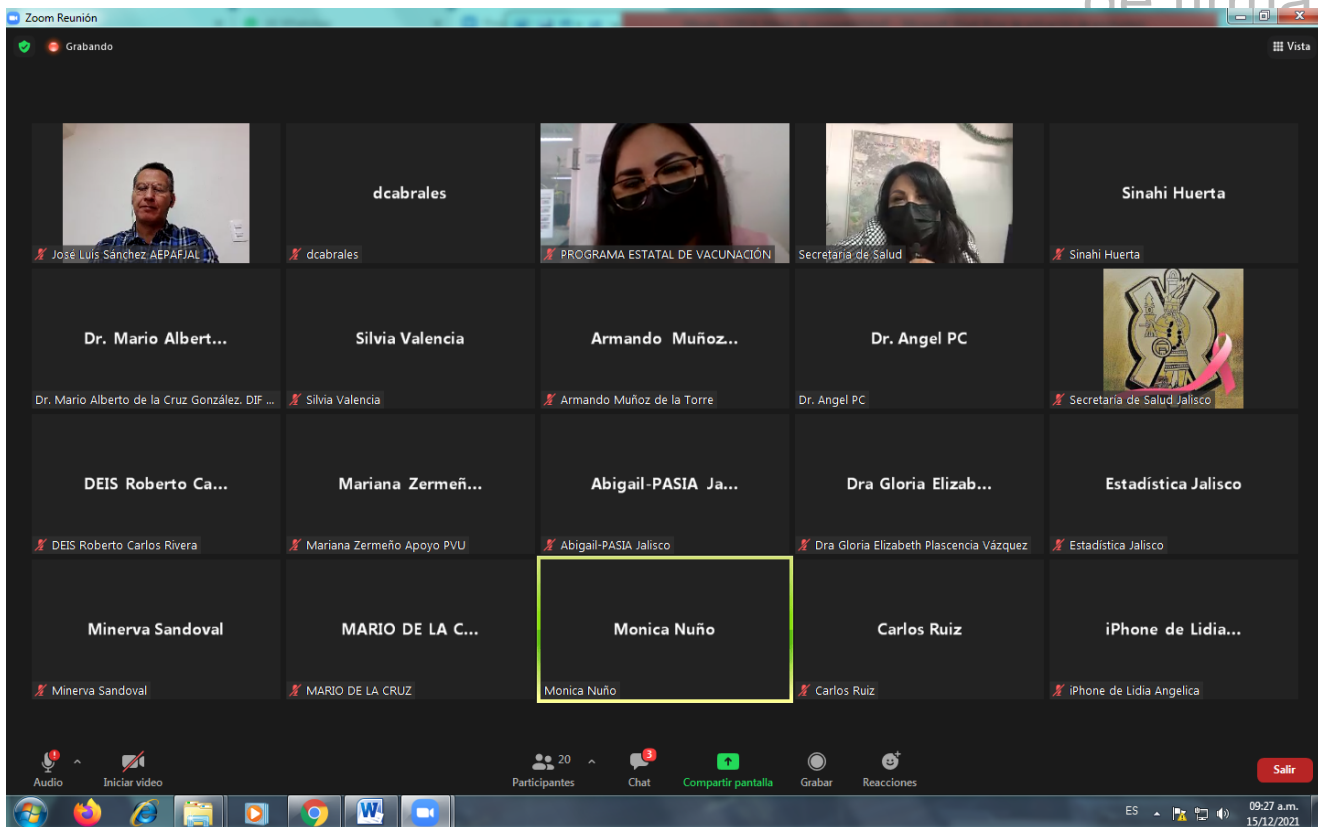 de firma
Zoom Reunión
Grabando
Vista
José Luis Sánchez AEPAFJAL
dcabrales
dcabrales
PROGRAMA ESTATAL DE VACUNACIÓN
Secretaría de Salud
Sinahi Huerta
Sinahi Huerta
Dr. Mario Albert...
Dr. Mario Alberto de la Cruz González. DIF ...
Silvia Valencia
Silvia Valencia
Armando Muñoz...
Armando Muñoz de la Torre
Dr. Angel PC
Dr. Angel PC
Secretaría de Salud Jalisco
DEIS Roberto Ca...
DEIS Roberto Carlos Rivera
Mariana Zermeñ...
Mariana Zermeño Apoyo PVU
Abigail-PASIA Ja...
Abigail-PASIA Jalisco
Dra Gloria Elizab...
Dra Gloria Elizabeth Plascencia Vázquez
Estadística Jalisco
Estadística Jalisco
Minerva Sandoval
Minerva Sandoval
MARIO DE LA C...
MARIO DE LA CRUZ
Monica Nuño
Monica Nuño
Carlos Ruiz
Carlos Ruiz
iPhone de Lidia...
iPhone de Lidia Angelica
Audio
Iniciar video
20
Participantes
3
Chat
Compartir pantalla
Grabar
Reacciones
Salir
ES
09:27 a.m.
15/12/2021